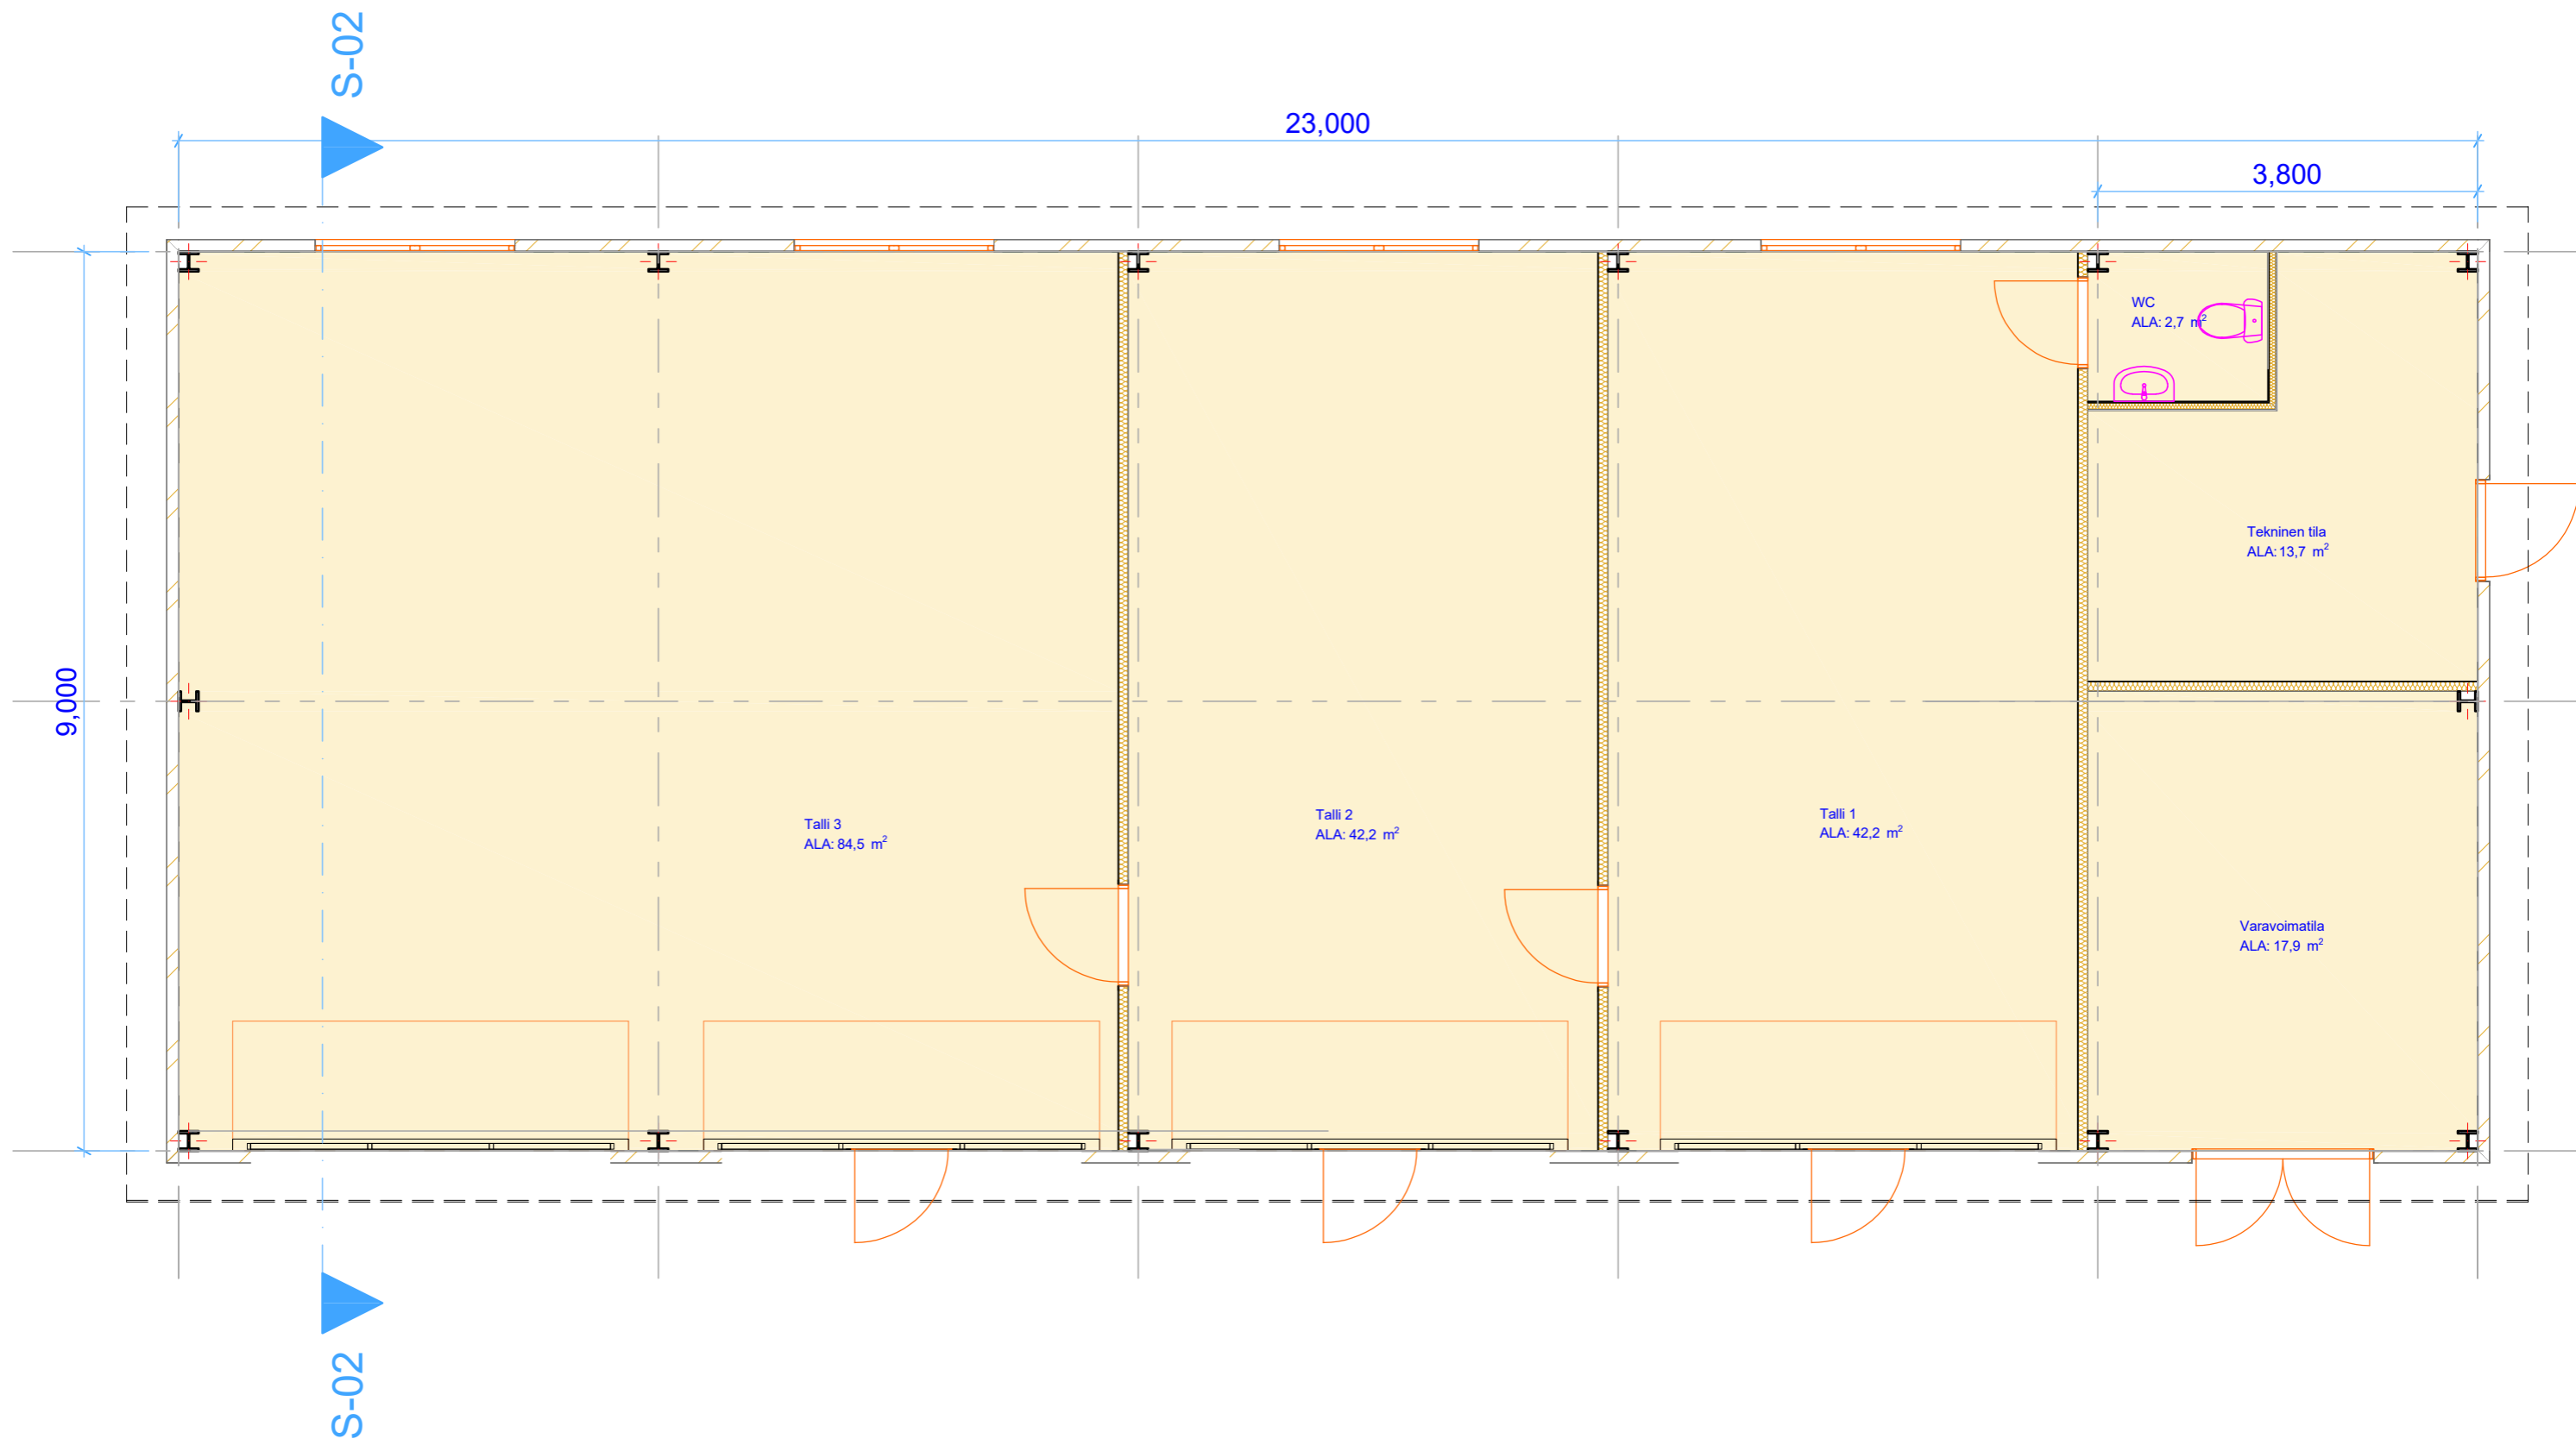 S-02
23,000
3,800
WC
ALA: 2,7 m²
Tekninen tila
ALA: 13,7 m²
9,000
Talli 3
ALA: 84,5 m²
Talli 2
ALA: 42,2 m²
Talli 1
ALA: 42,2 m²
Varavoimatila
ALA: 17,9 m²
S-02